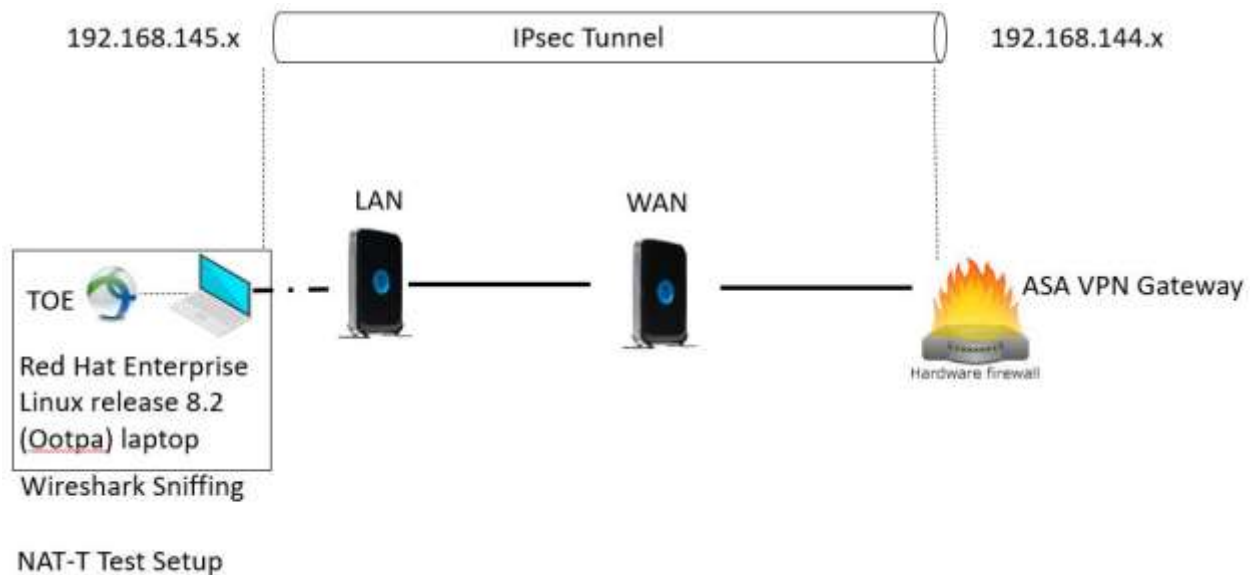 192.168.145.x
IPsec Tunnel
192.168.144.x
LAN
WAN
TOE
ASA VPN Gateway
Hardware firewall
Red Hat Enterprise
Linux release 8.2
(Ootpa) laptop
Wireshark Sniffing
NAT-T Test Setup